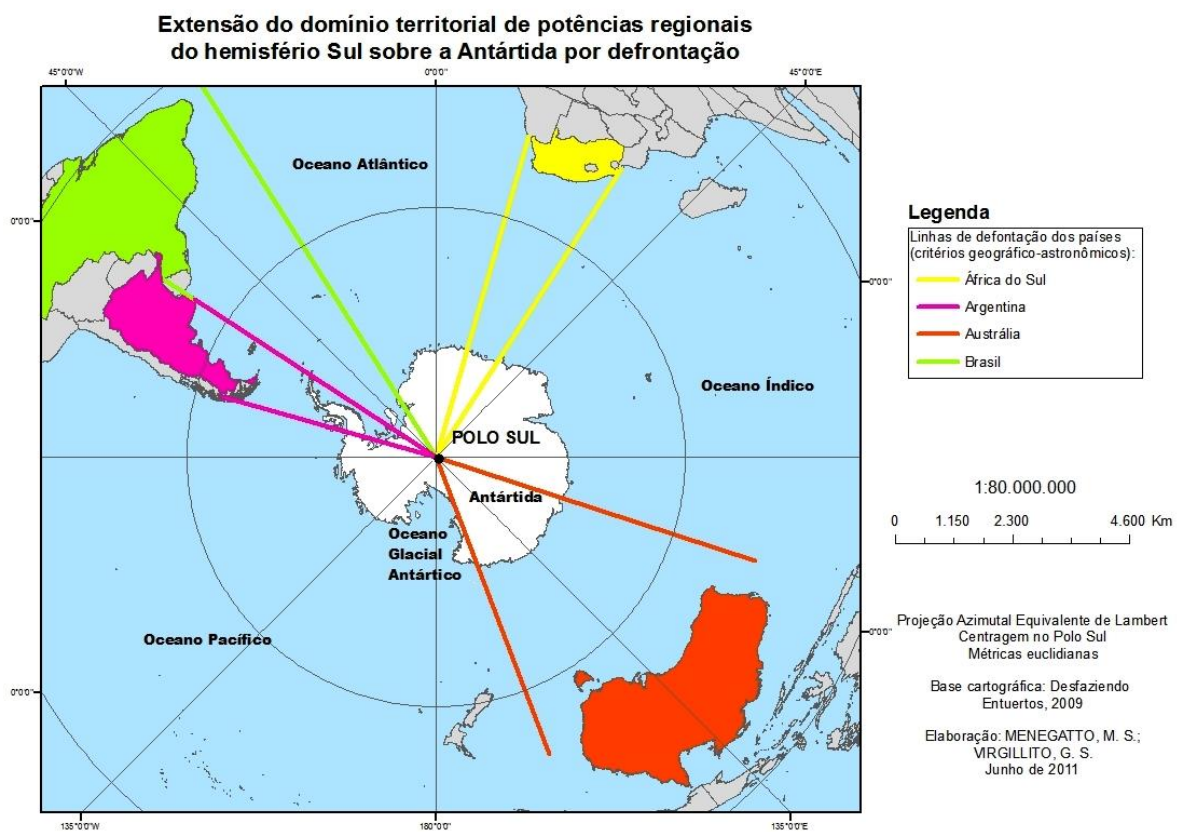 Extensão do domínio territorial de potências regionais
do hemisfério Sul sobre a Antártida por defrontação
45°0'0"W
0°0'0"
45°0'0"E
Oceano Atlântico
0°0'0"
0°0'0"
Oceano Índico
POLO SUL
Antártida
Oceano
Glacial
Antártico
Oceano Pacífico
0°0'0"
0°0'0"
135°0'0"W
180°0'0"
135°0'0"E
Legenda
Linhas de defontação dos países
(critérios geográfico-astronômicos):
África do Sul
Argentina
Austrália
Brasil
1:80.000.000
0 1.150 2.300 4.600 Km
Projeção Azimutal Equivalente de Lambert
Centragem no Polo Sul
Métricas euclidianas
Base cartográfica: Desfaziendo
Entuertos, 2009
Elaboração: MENEGATTO, M. S.;
VIRGILLITO, G. S.
Junho de 2011